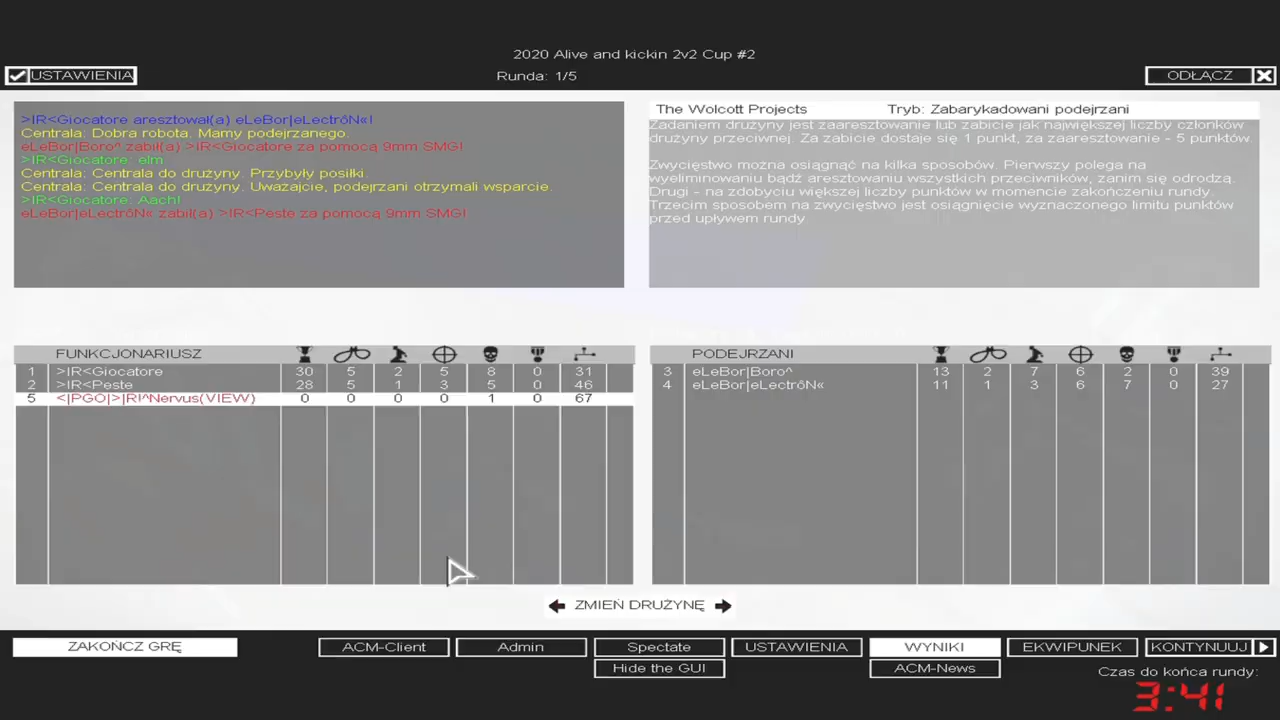 2020 Alive and kickin 2v2 Cup #2
USTAWIENIA
Runda: 1/5
ODŁĄCZ
>IR<Giocatore aresztował(a) eLeBor|eLectrôN«!
Centrala: Dobra robota. Mamy podejrzanego.
eLeBor|Boro^ zabił(a) >IR<Giocatore za pomocą 9mm SMG!
>IR<Giocatore: elm
Centrala: Centrala do drużyny. Przybyły posiłki.
Centrala: Centrala do drużyny. Uważajcie, podejrzani otrzymali wsparcie.
>IR<Giocatore: Aach!
eLeBor|eLectrôN« zabił(a) >IR<Peste za pomocą 9mm SMG!
The Wolcott Projects Tryb: Zabarykadowani podejrzani
Zadaniem drużyny jest zaaresztowanie lub zabicie jak największej liczby członków
drużyny przeciwnej. Za zabicie dostaje się 1 punkt, za zaaresztowanie - 5 punktów.
Zwycięstwo można osiągnąć na kilka sposobów. Pierwszy polega na
wyeliminowaniu bądź aresztowaniu wszystkich przeciwników, zanim się odrodzą.
Drugi - na zdobyciu większej liczby punktów w momencie zakończeniu rundy.
Trzecim sposobem na zwycięstwo jest osiągnięcie wyznaczonego limitu punktów
przed upływem rundy
FUNKCJONARIUSZ
1 >IR<Giocatore 30 5 2 5 8 0 31
2 >IR<Peste 28 5 1 3 5 0 46
5 <|PGO|>|R!^Nervus(VIEW) 0 0 0 0 1 0 67
PODEJRZANI
3 eLeBor|Boro^ 13 2 7 6 2 0 39
4 eLeBor|eLectrôN« 11 1 3 6 7 0 27
ZMIEŃ DRUŻYNĘ
ZAKOŃCZ GRĘ
ACM-Client
Admin
Spectate
USTAWIENIA
WYNIKI
EKWIPUNEK
KONTYNUUJ
Hide the GUI
ACM-News
Czas do końca rundy:
3:41